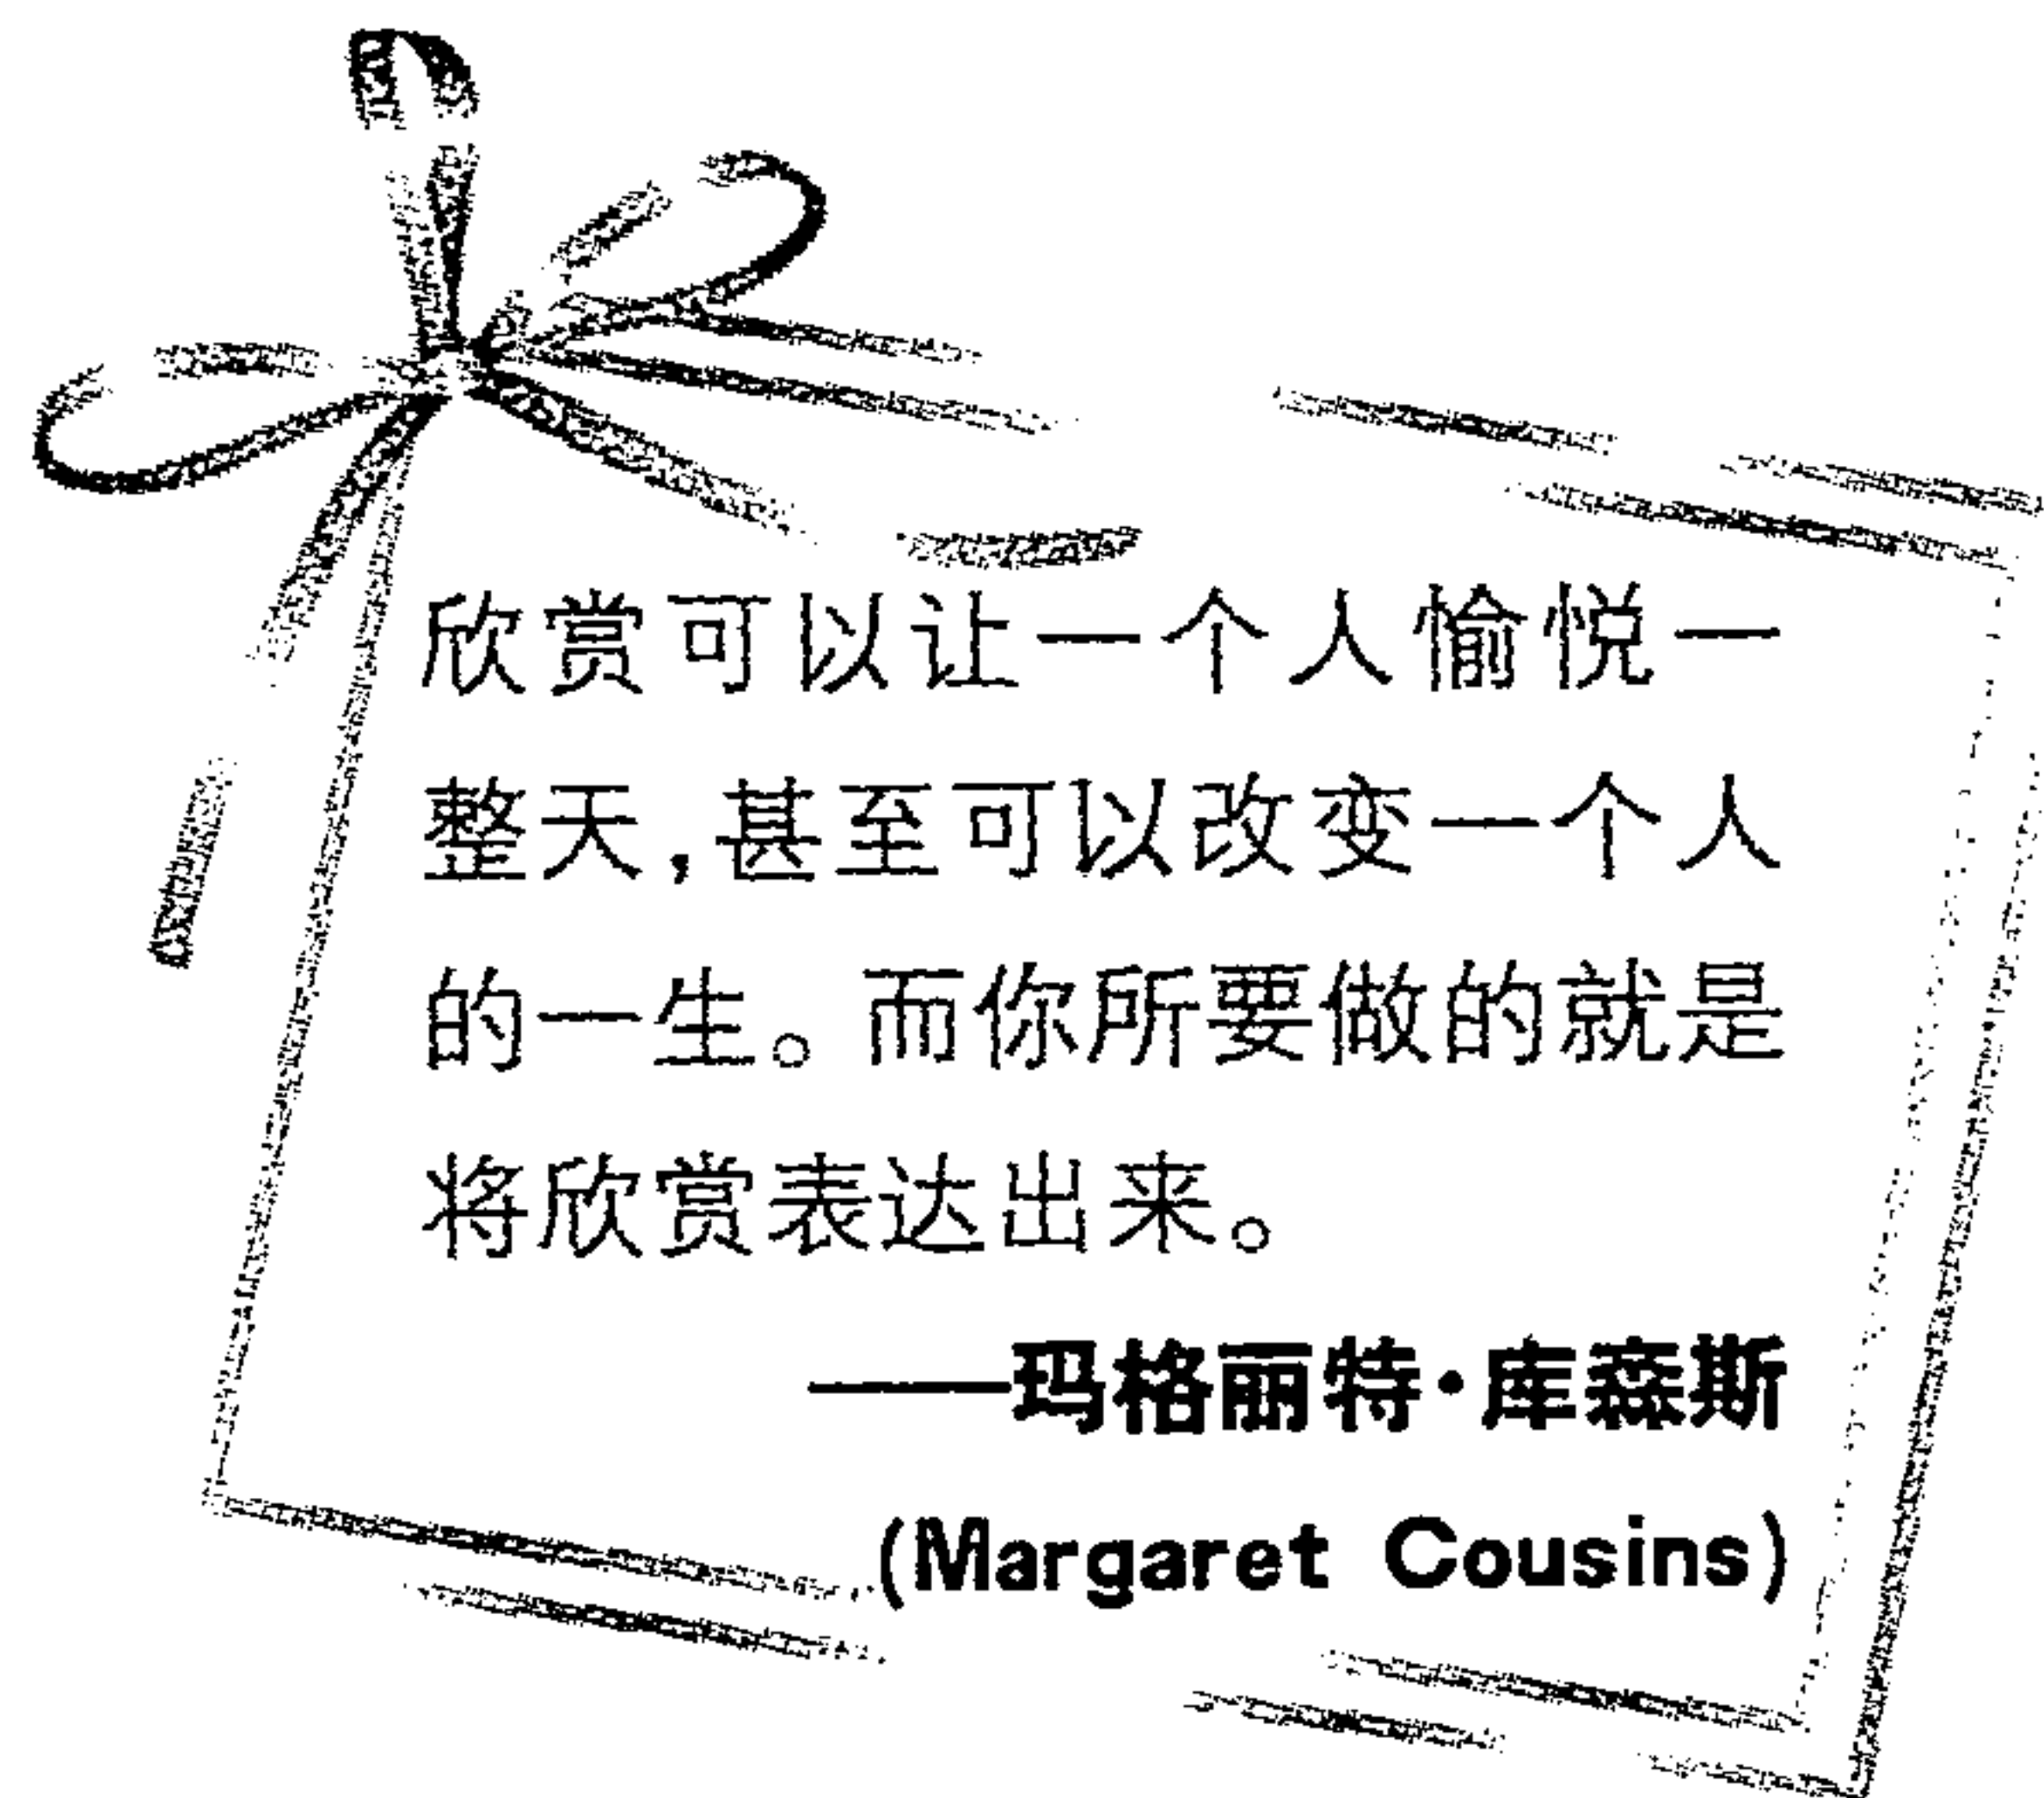 欣赏可以让一个人愉悦一
整天，甚至可以改变一个人
的一生。而你所要做的就是
将欣赏表达出来。
——玛格丽特·库森斯
(Margaret Cousins)